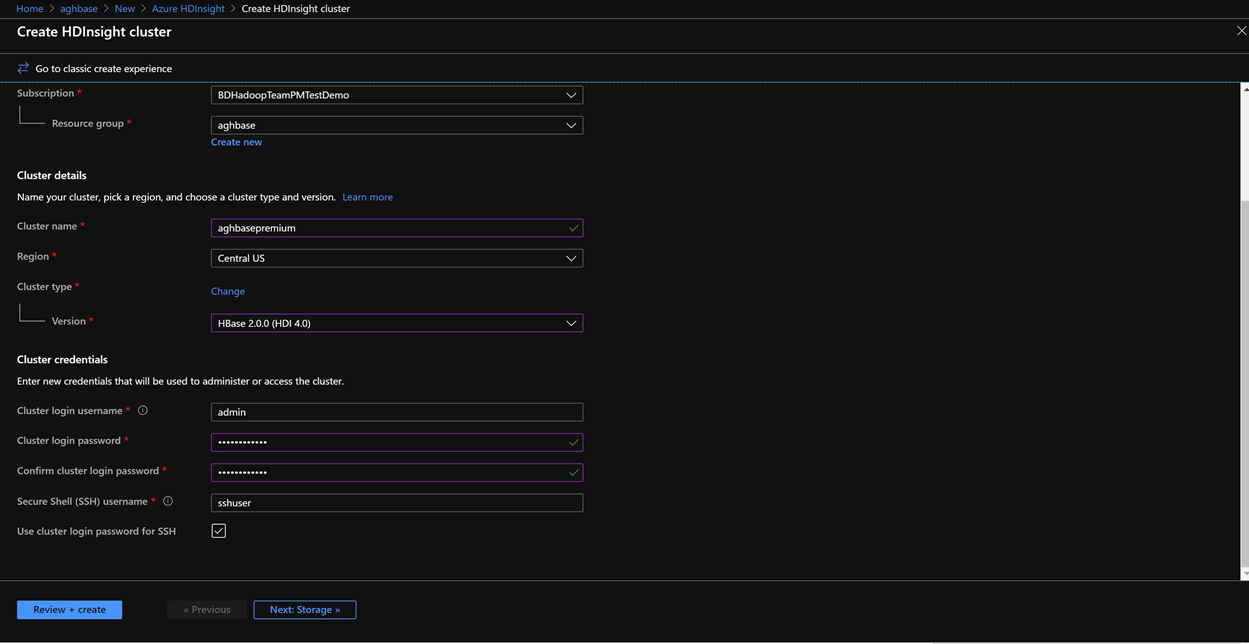 Home > aghbase > New > Azure HDInsight > Create HDInsight cluster
Create HDInsight cluster
Go to classic create experience
Subscription * BDHadoopTeamPMTestDemo
Resource group * aghbase
Create new
Cluster details
Name your cluster, pick a region, and choose a cluster type and version. Learn more
Cluster name * aghbasepremium
Region * Central US
Cluster type * Change
Version * HBase 2.0.0 (HDI 4.0)
Cluster credentials
Enter new credentials that will be used to administer or access the cluster.
Cluster login username * admin
Cluster login password * ••••••••••••
Confirm cluster login password * ••••••••••••
Secure Shell (SSH) username * sshuser
Use cluster login password for SSH
Review + create « Previous Next: Storage »